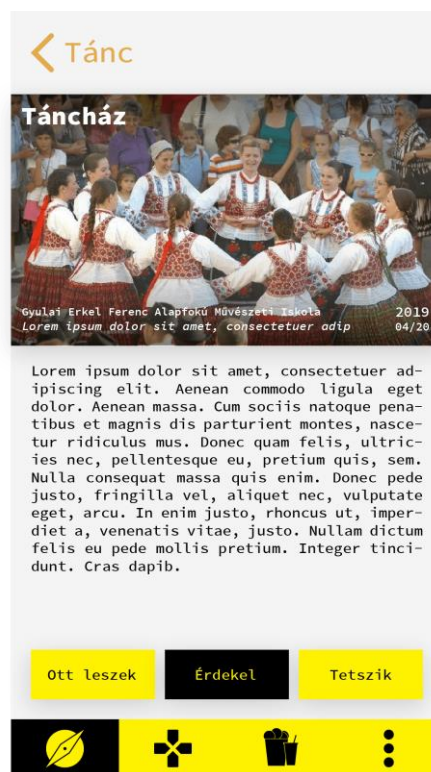 Tánc
Táncház
Gyulai Erkel Ferenc Alapfokú Művészeti Iskola
2019
Lorem ipsum dolor sit amet, consectetuer adip
04/20
Lorem ipsum dolor sit amet, consectetuer ad-
ipiscing elit. Aenean commodo ligula eget
dolor. Aenean massa. Cum sociis natoque pena-
tibus et magnis dis parturient montes, nasce-
tur ridiculus mus. Donec quam felis, ultric-
ies nec, pellentesque eu, pretium quis, sem.
Nulla consequat massa quis enim. Donec pede
justo, fringilla vel, aliquet nec, vulputate
eget, arcu. In enim justo, rhoncus ut, imper-
diet a, venenatis vitae, justo. Nullam dictum
felis eu pede mollis pretium. Integer tinci-
dunt. Cras dapib.
Ott leszek
Érdekel
Tetszik